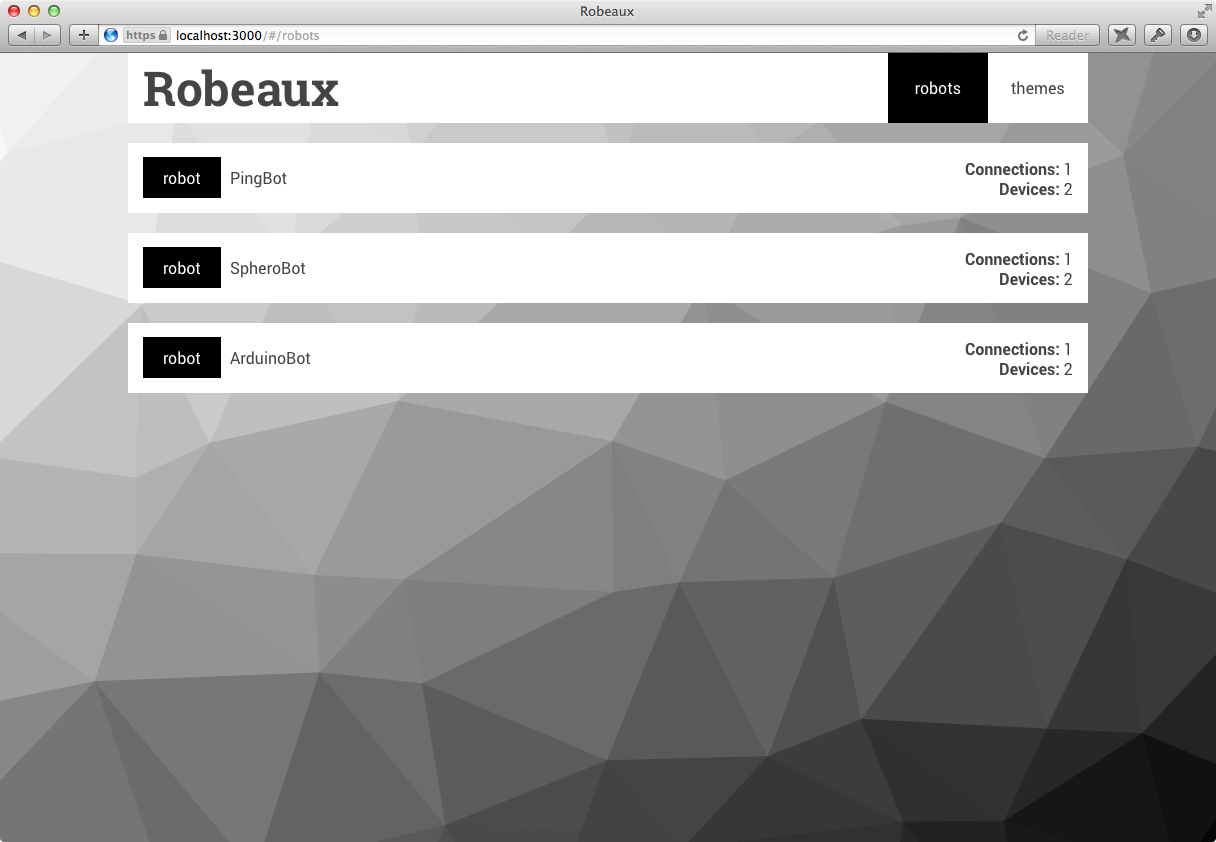 Robeaux
https localhost:3000/#/robots
Reader
Robeaux
robots
themes
robot
PingBot
Connections: 1
Devices: 2
robot
SpheroBot
Connections: 1
Devices: 2
robot
ArduinoBot
Connections: 1
Devices: 2